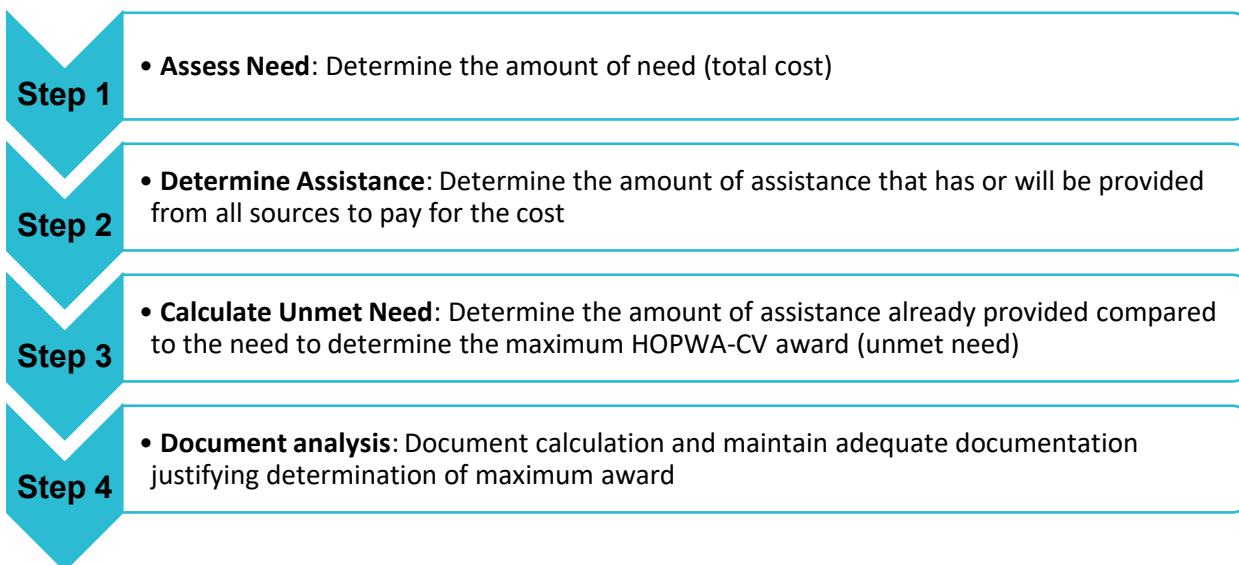 Step 1
• Assess Need: Determine the amount of need (total cost)
Step 2
• Determine Assistance: Determine the amount of assistance that has or will be provided
from all sources to pay for the cost
Step 3
• Calculate Unmet Need: Determine the amount of assistance already provided compared
to the need to determine the maximum HOPWA-CV award (unmet need)
Step 4
• Document analysis: Document calculation and maintain adequate documentation
justifying determination of maximum award